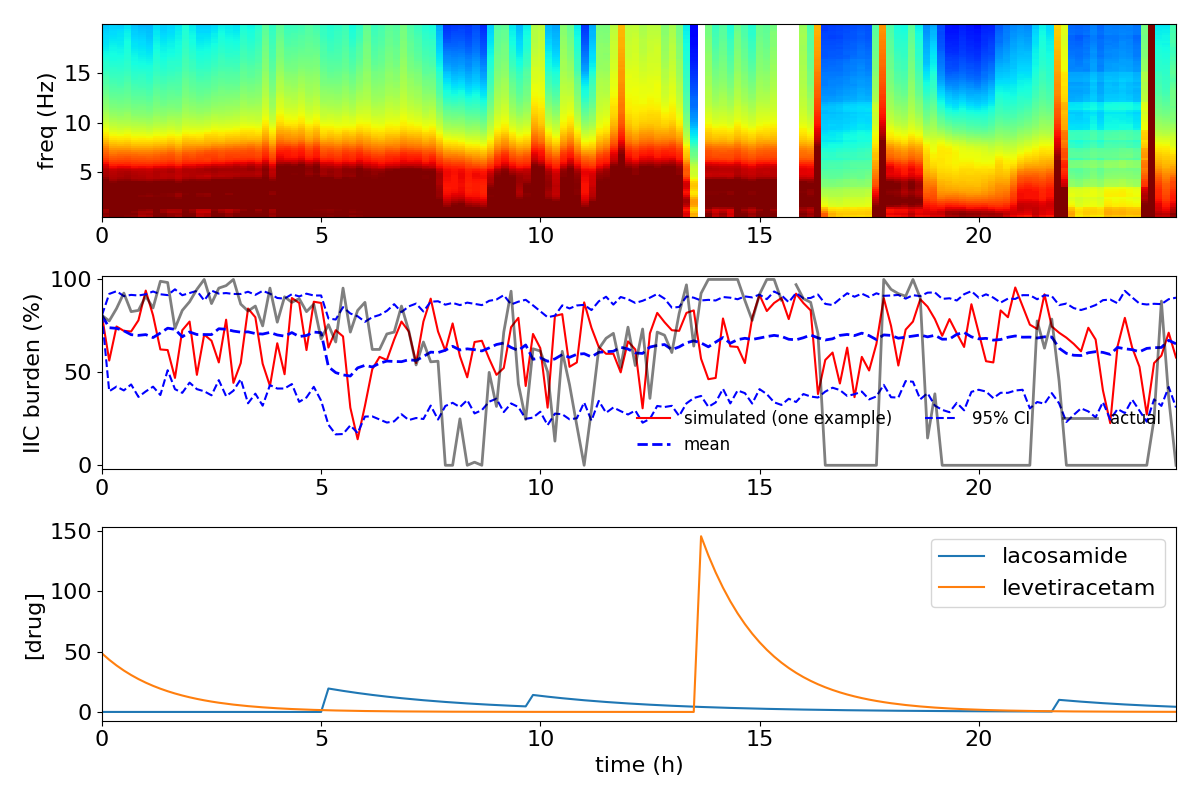 freq (Hz)
15
10
5
0 5 10 15 20
IIC burden (%)
100
50
0
simulated (one example) 95% CI actual
mean
0 5 10 15 20
[drug]
150
100
50
0
lacosamide
levetiracetam
0 5 10 15 20
time (h)